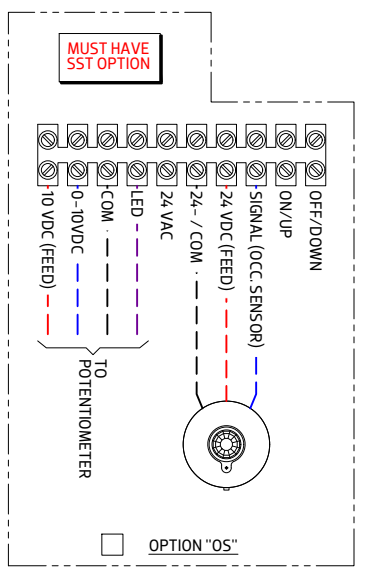 MUST HAVE
SST OPTION
10 VDC (FEED)
0-10VDC
COM
LED
24 VAC
24- / COM
24 VDC (FEED)
SIGNAL (OCC. SENSOR)
ON/UP
OFF/DOWN
TO
POTENTIOMETER
OPTION "OS"